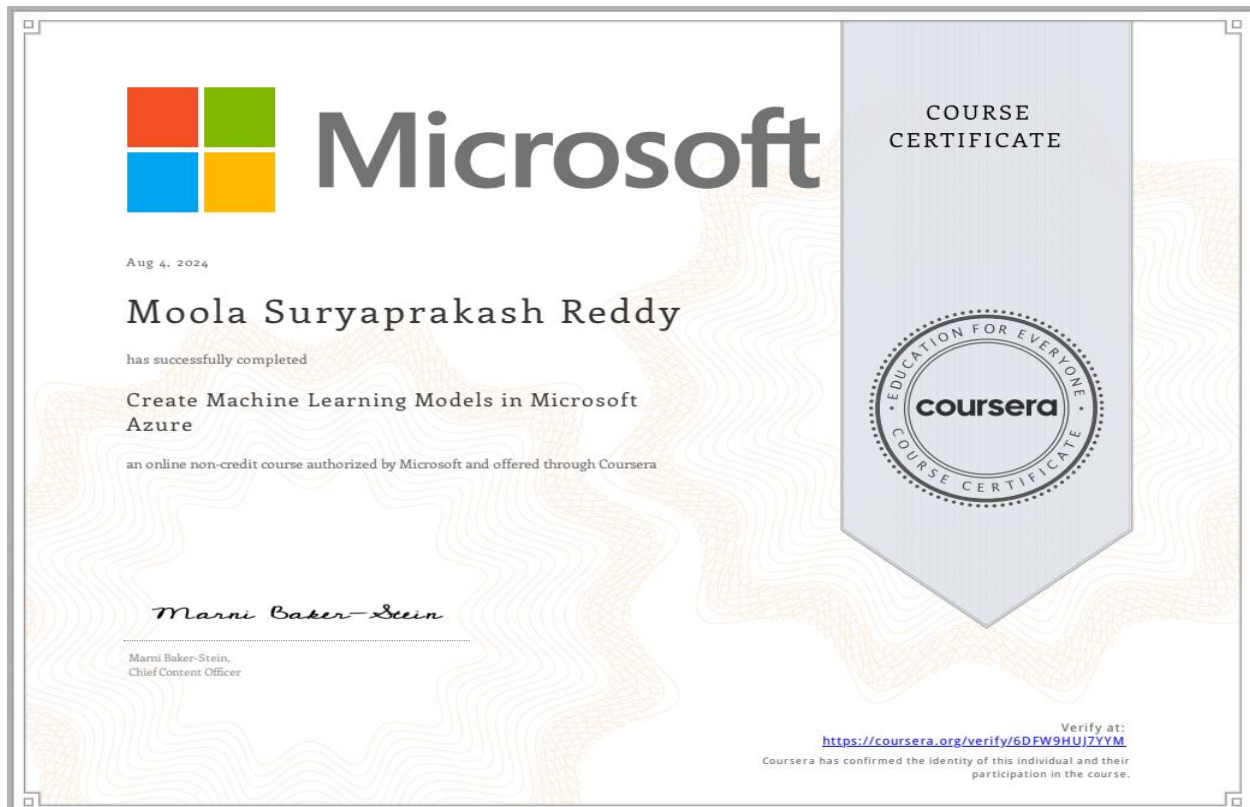 Microsoft
COURSE
CERTIFICATE
Aug 4, 2024
Moola Suryaprakash Reddy
has successfully completed
Create Machine Learning Models in Microsoft
Azure
an online non-credit course authorized by Microsoft and offered through Coursera
EDUCATION FOR EVERYONE
coursera
COURSE CERTIFICATE
Marni Baker-Stein
Marni Baker-Stein,
Chief Content Officer
Verify at:
https://coursera.org/verify/6DFW9HUJ7YYM
Coursera has confirmed the identity of this individual and their
participation in the course.